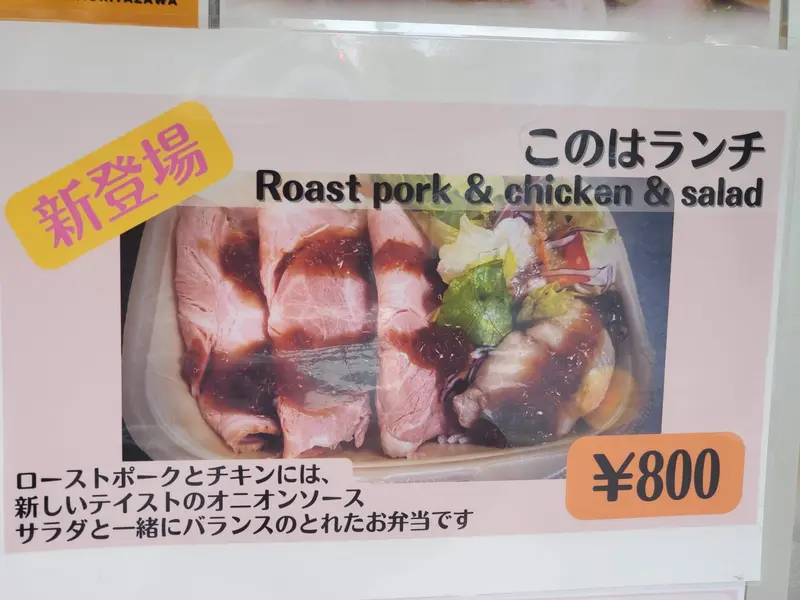 新登場
このはランチ
Roast pork & chicken & salad
ローストポークとチキンには、
新しいテイストのオニオンソース
サラダと一緒にバランスのとれたお弁当です
¥800